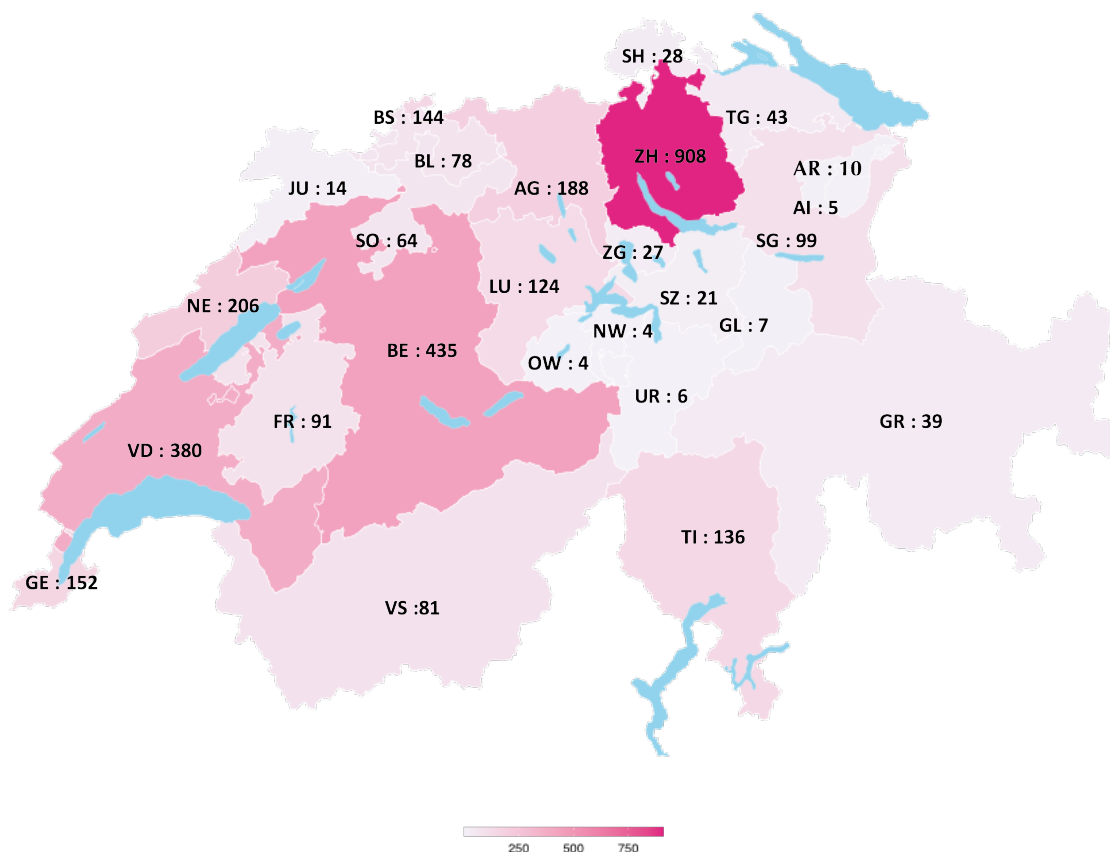 SH : 28
BS : 144
TG : 43
BL : 78
ZH : 908
AR : 10
JU : 14
AG : 188
AI : 5
SO : 64
ZG : 27
SG : 99
LU : 124
SZ : 21
NE : 206
NW : 4
GL : 7
BE : 435
OW : 4
UR : 6
FR : 91
GR : 39
VD : 380
TI : 136
GE : 152
VS :81
250 500 750